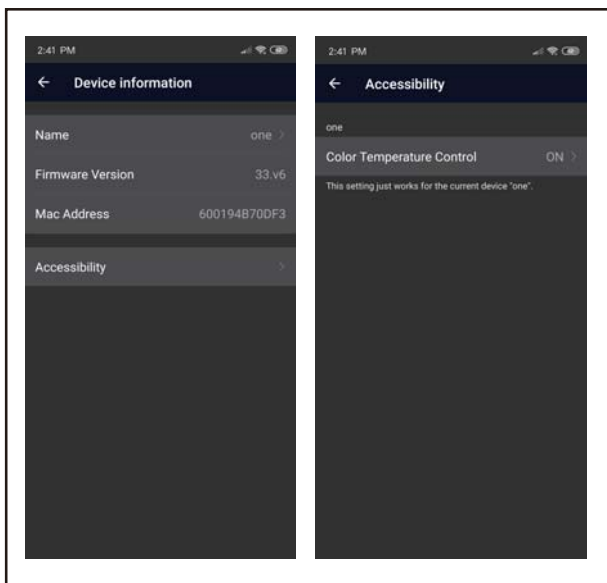 2:41 PM
← Device information
Name one >
Firmware Version 33.v6
Mac Address 600194B70DF3
Accessibility >
2:41 PM
← Accessibility
one
Color Temperature Control ON >
This setting just works for the current device "one".